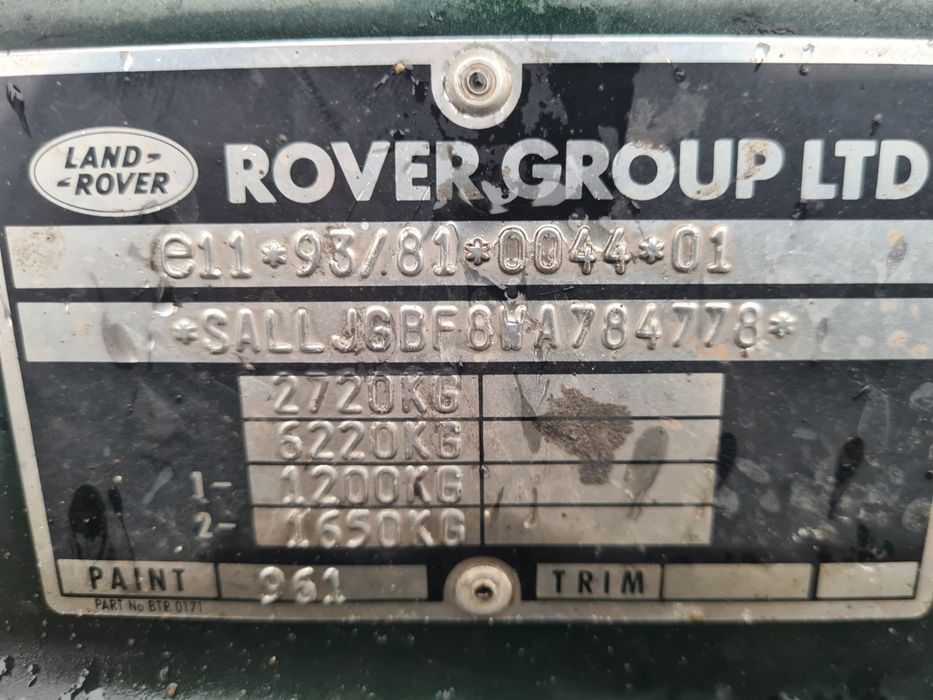 LAND-
-ROVER
ROVER GROUP LTD
e11*93/81*0044*01
*SALLJGBF8WA784778*
2720KG
6220KG
1- 1200KG
2- 1650KG
PAINT 961 TRIM
PART No BTR 0171